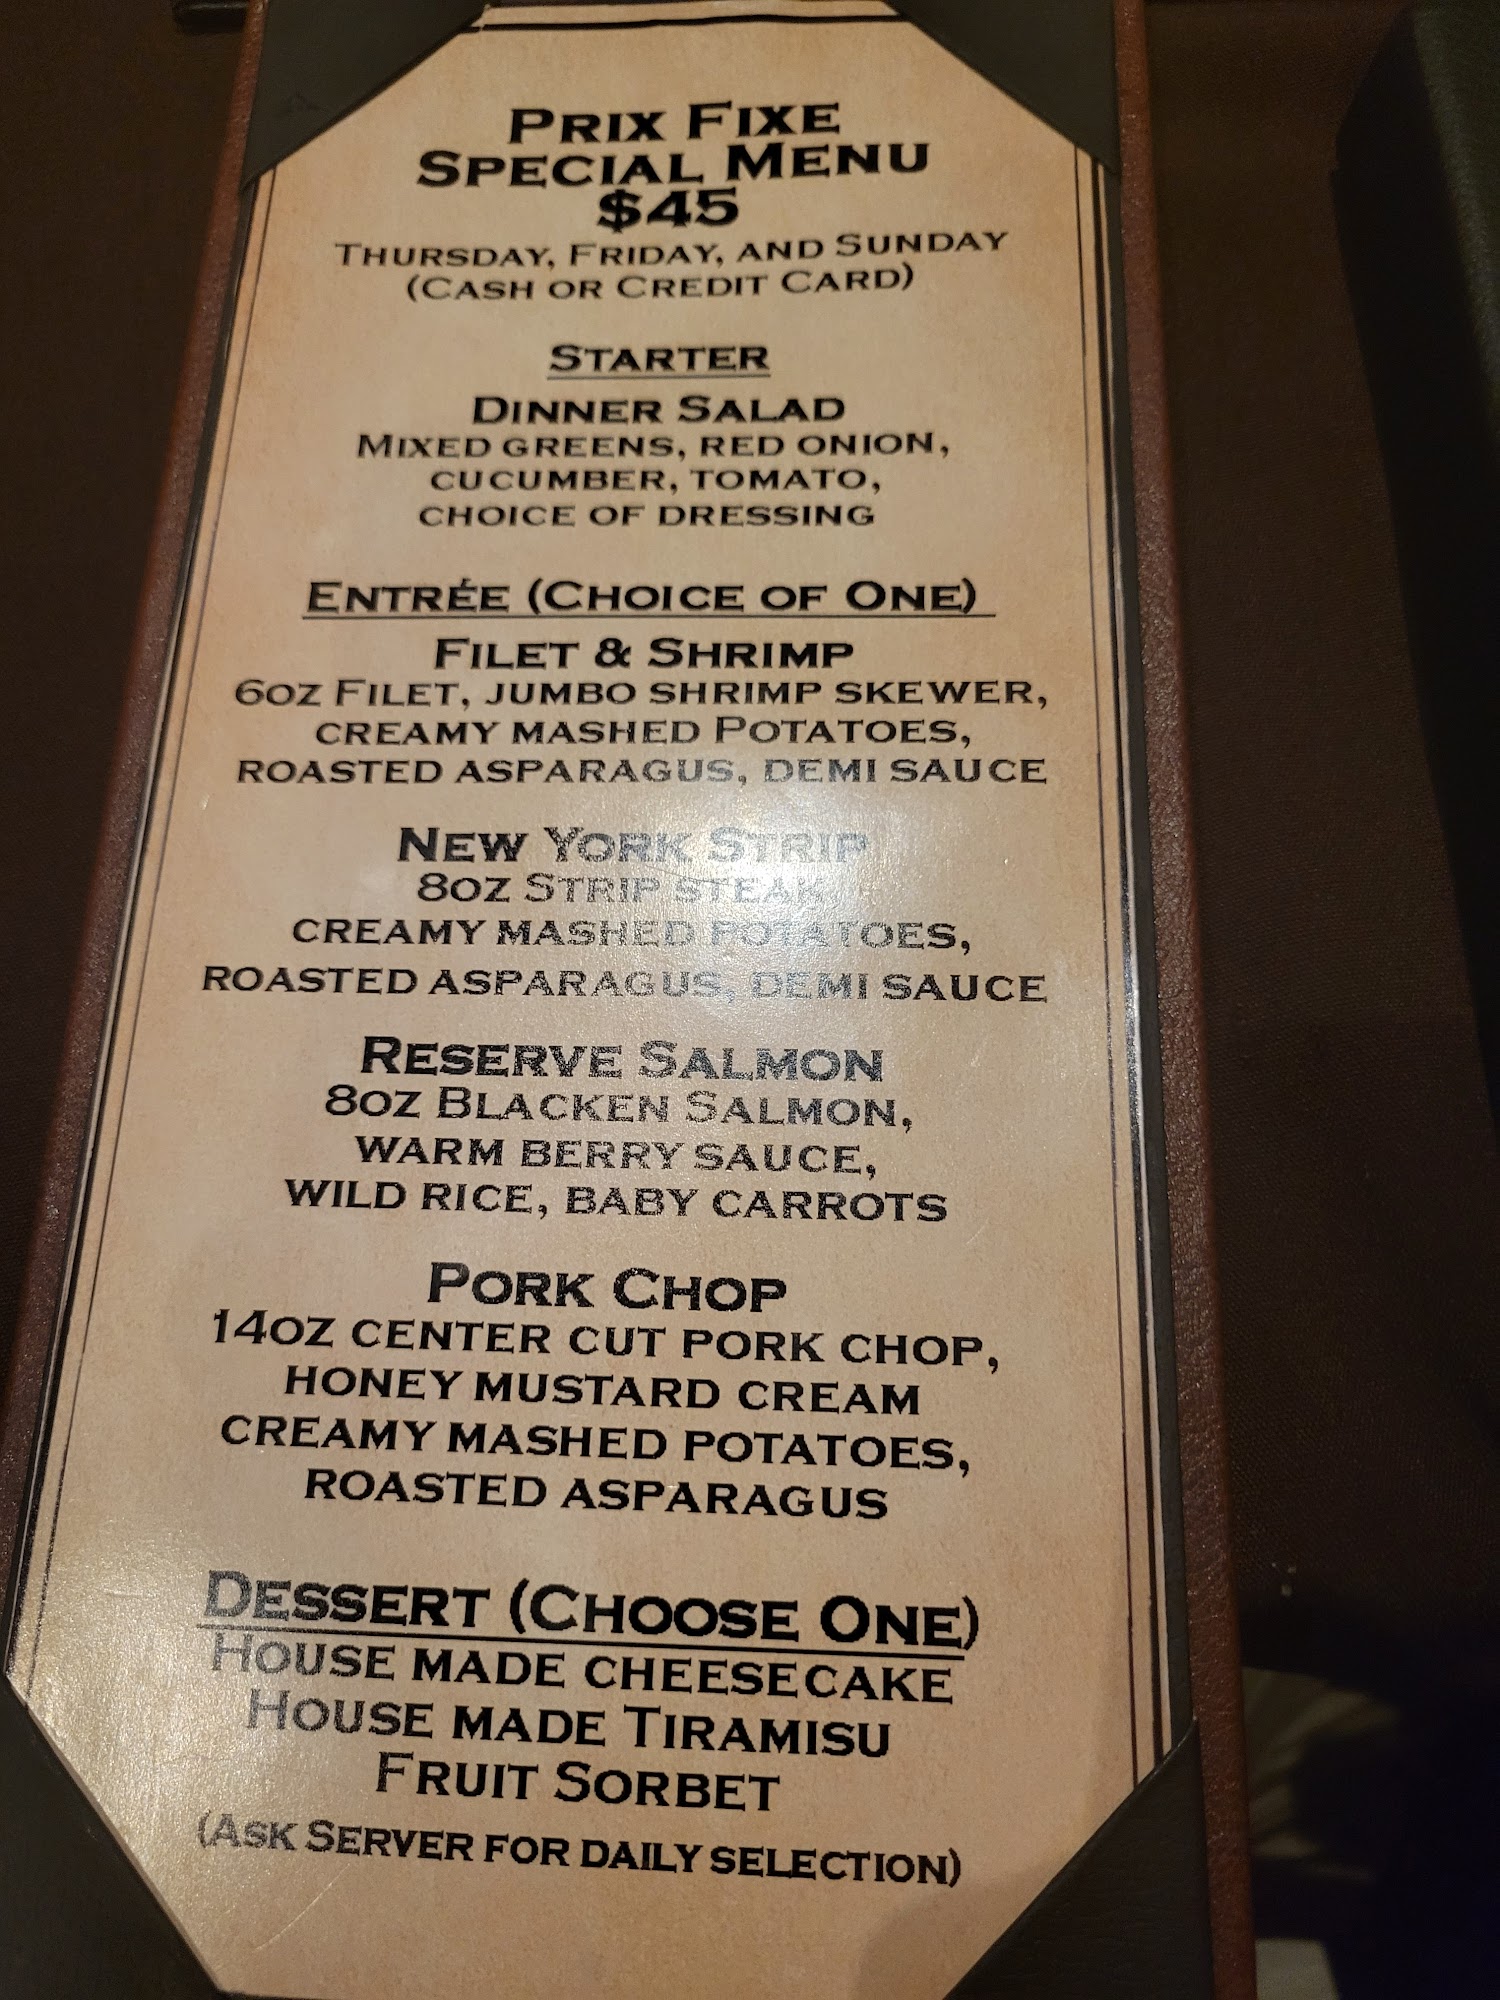 Prix Fixe
Special Menu
$45
Thursday, Friday, and Sunday
(Cash or Credit Card)
Starter
Dinner Salad
Mixed greens, red onion,
cucumber, tomato,
choice of dressing
Entrée (Choice of One)
Filet & Shrimp
6oz Filet, jumbo shrimp skewer,
creamy mashed Potatoes,
roasted asparagus, demi sauce
New York Strip
8oz Strip steak,
creamy mashed potatoes,
roasted asparagus, demi sauce
Reserve Salmon
8oz Blacken Salmon,
warm berry sauce,
wild rice, baby carrots
Pork Chop
14oz center cut pork chop,
honey mustard cream
creamy mashed potatoes,
roasted asparagus
Dessert (Choose One)
House made cheesecake
House made Tiramisu
Fruit Sorbet
(Ask Server for daily selection)